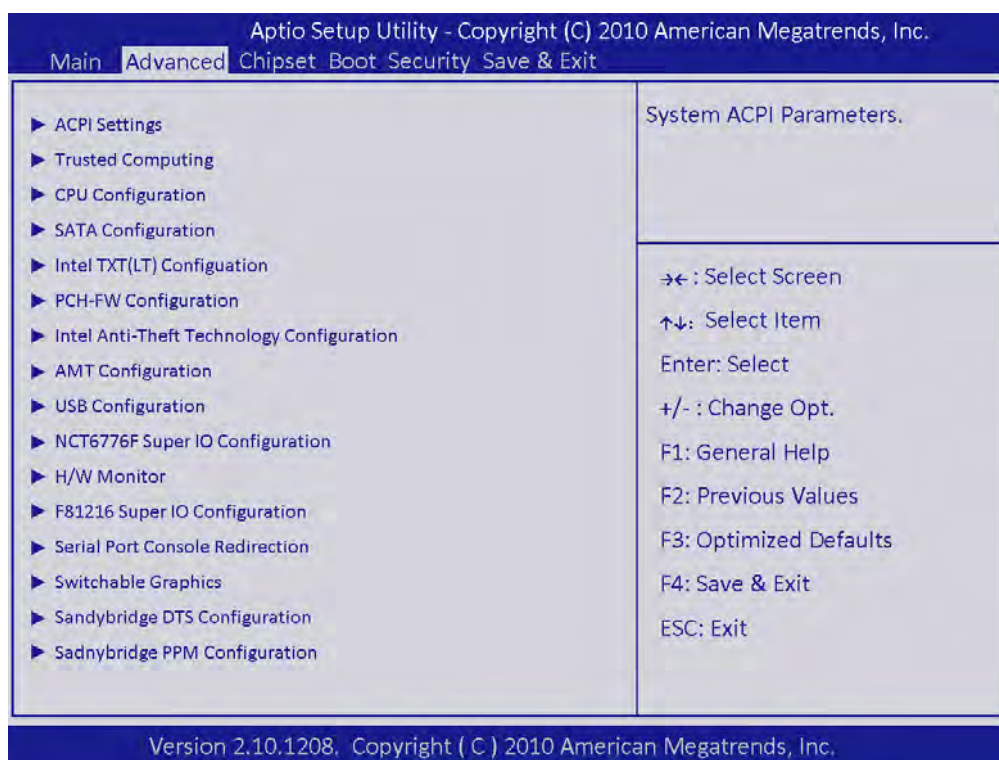 Aptio Setup Utility - Copyright (C) 2010 American Megatrends, Inc.
Main Advanced Chipset Boot Security Save & Exit
► ACPI Settings
► Trusted Computing
► CPU Configuration
► SATA Configuration
► Intel TXT(LT) Configuation
► PCH-FW Configuration
► Intel Anti-Theft Technology Configuration
► AMT Configuration
► USB Configuration
► NCT6776F Super IO Configuration
► H/W Monitor
► F81216 Super IO Configuration
► Serial Port Console Redirection
► Switchable Graphics
► Sandybridge DTS Configuration
► Sadnybridge PPM Configuration
System ACPI Parameters.
→←: Select Screen
↑↓: Select Item
Enter: Select
+/- : Change Opt.
F1: General Help
F2: Previous Values
F3: Optimized Defaults
F4: Save & Exit
ESC: Exit
Version 2.10.1208. Copyright ( C ) 2010 American Megatrends, Inc.